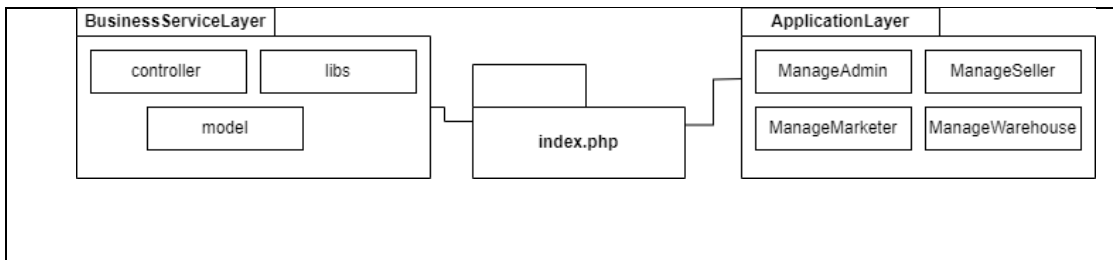 BusinessServiceLayer
controller
libs
model
index.php
ApplicationLayer
ManageAdmin
ManageSeller
ManageMarketer
ManageWarehouse